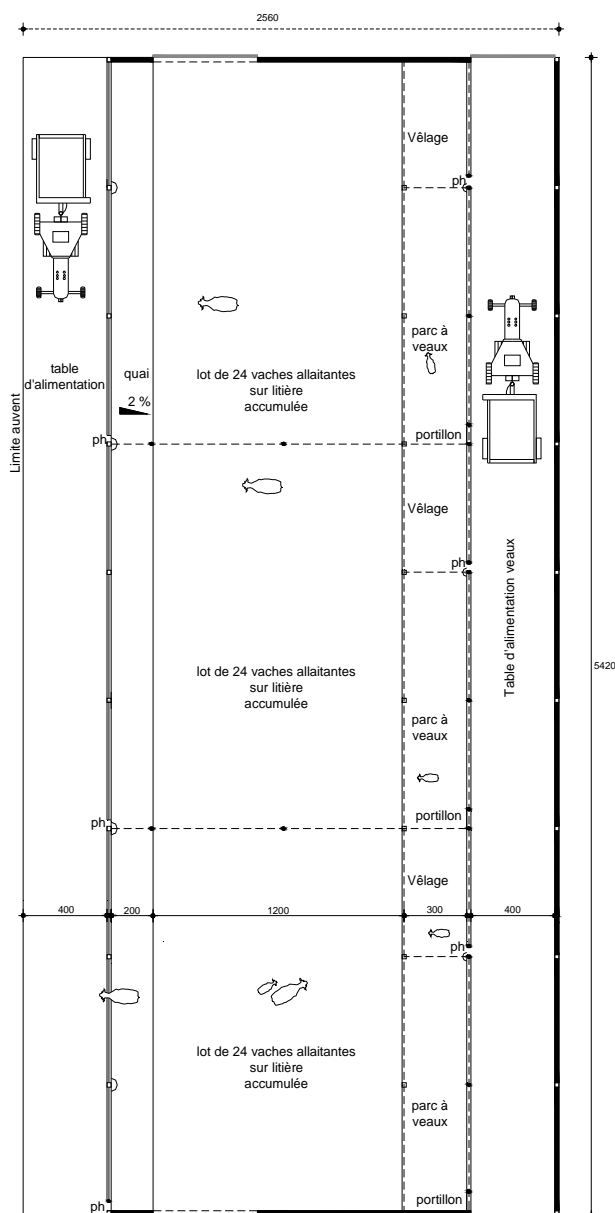 2560
Vêlage
ph
parc à
veaux
table
d'alimentation
quai
2 %
lot de 24 vaches allaitantes
sur litière
accumulée
Limite auvent
ph
portillon
Vêlage
ph
Table d'alimentation veaux
5420
lot de 24 vaches allaitantes
sur litière
accumulée
parc à
veaux
portillon
ph
Vêlage
400
200
1200
300
400
ph
lot de 24 vaches allaitantes
sur litière
accumulée
parc à
veaux
portillon
ph